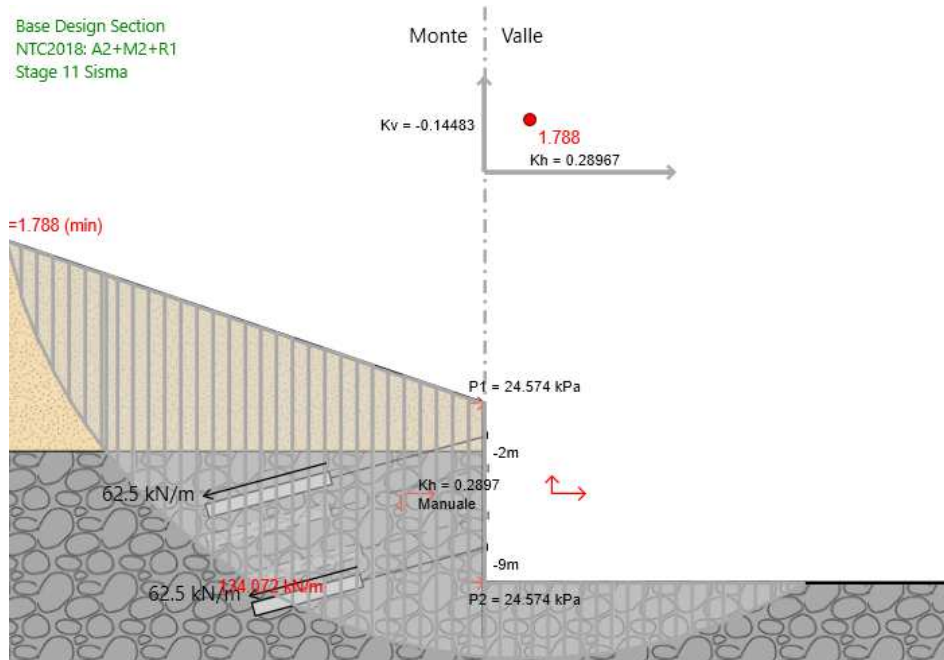 Base Design Section
NTC2018: A2+M2+R1
Stage 11 Sisma
Monte
Valle
Kv = -0.14483
1.788
Kh = 0.28967
=1.788 (min)
P1 = 24.574 kPa
-2m
62.5 kN/m
Kh = 0.2897
Manuale
-9m
134.072 kN/m
62.5 kN/m
P2 = 24.574 kPa